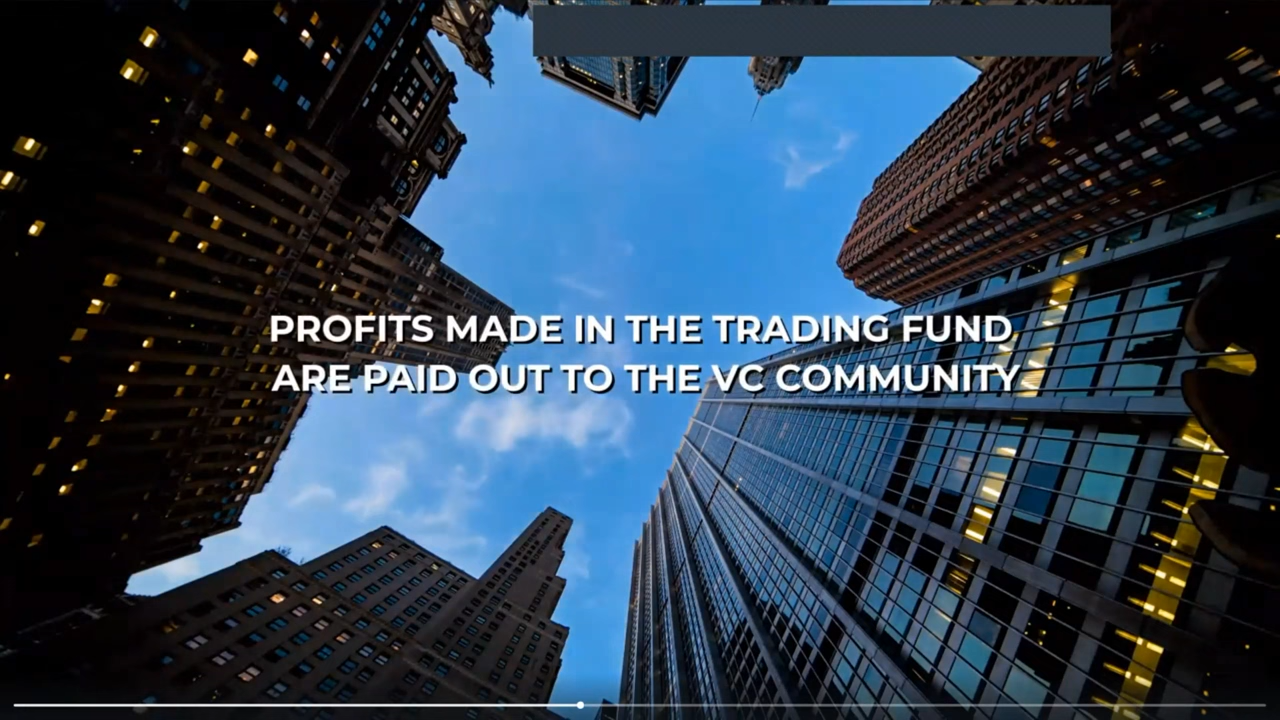 PROFITS MADE IN THE TRADING FUND
ARE PAID OUT TO THE VC COMMUNITY